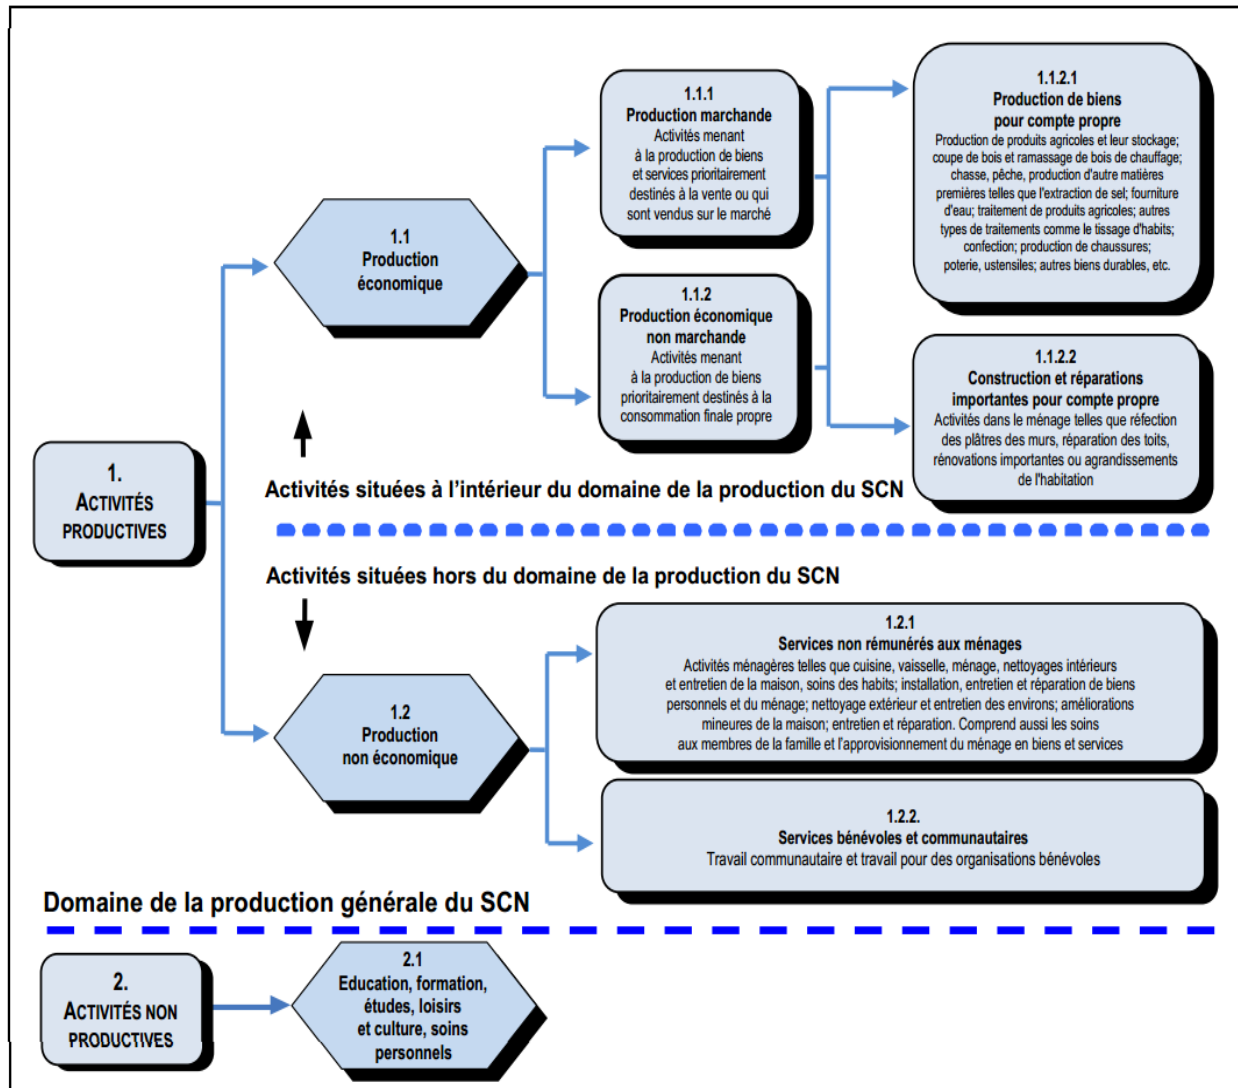 1.1.1
Production marchande
Activités menant
à la production de biens
et services prioritairement
destinés à la vente ou qui
sont vendus sur le marché
1.1.2.1
Production de biens
pour compte propre
Production de produits agricoles et leur stockage;
coupe de bois et ramassage de bois de chauffage;
chasse, pêche, production d'autre matières
premières telles que l'extraction de sel; fourniture
d'eau; traitement de produits agricoles; autres
types de traitements comme le tissage d'habits;
confection; production de chaussures;
poterie, ustensiles; autres biens durables, etc.
1.1
Production
économique
1.1.2
Production économique
non marchande
Activités menant
à la production de biens
prioritairement destinés à la
consommation finale propre
1.1.2.2
Construction et réparations
importantes pour compte propre
Activités dans le ménage telles que réfection
des plâtres des murs, réparation des toits,
rénovations importantes ou agrandissements
de l'habitation
1.
ACTIVITÉS
PRODUCTIVES
Activités situées à l’intérieur du domaine de la production du SCN
Activités situées hors du domaine de la production du SCN
1.2
Production
non économique
1.2.1
Services non rémunérés aux ménages
Activités ménagères telles que cuisine, vaisselle, ménage, nettoyages intérieurs
et entretien de la maison, soins des habits; installation, entretien et réparation de biens
personnels et du ménage; nettoyage extérieur et entretien des environs; améliorations
mineures de la maison; entretien et réparation. Comprend aussi les soins
aux membres de la famille et l’approvisionnement du ménage en biens et services
1.2.2.
Services bénévoles et communautaires
Travail communautaire et travail pour des organisations bénévoles
Domaine de la production générale du SCN
2.
ACTIVITÉS NON
PRODUCTIVES
2.1
Education, formation,
études, loisirs
et culture, soins
personnels